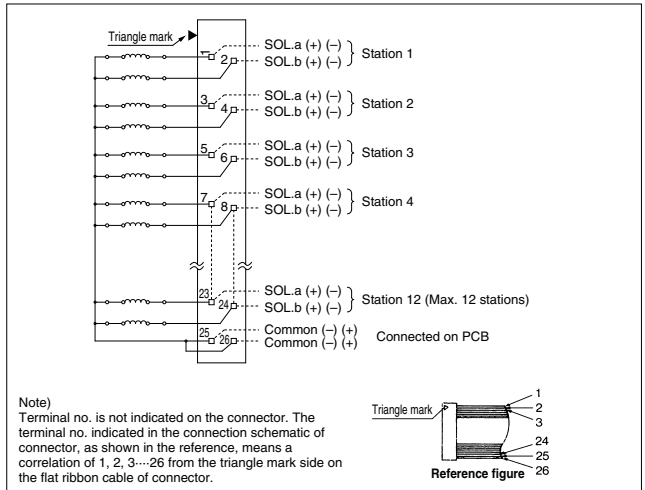 Triangle mark
1
2
SOL.a (+) (–)
SOL.b (+) (–)
Station 1
3
4
SOL.a (+) (–)
SOL.b (+) (–)
Station 2
5
6
SOL.a (+) (–)
SOL.b (+) (–)
Station 3
7
8
SOL.a (+) (–)
SOL.b (+) (–)
Station 4
23
24
SOL.a (+) (–)
SOL.b (+) (–)
Station 12 (Max. 12 stations)
25
26
Common (–) (+)
Common (–) (+)
Connected on PCB
Note)
Terminal no. is not indicated on the connector. The
terminal no. indicated in the connection schematic of
connector, as shown in the reference, means a
correlation of 1, 2, 3····26 from the triangle mark side on
the flat ribbon cable of connector.
Triangle mark
1
2
3
24
25
26
Reference figure